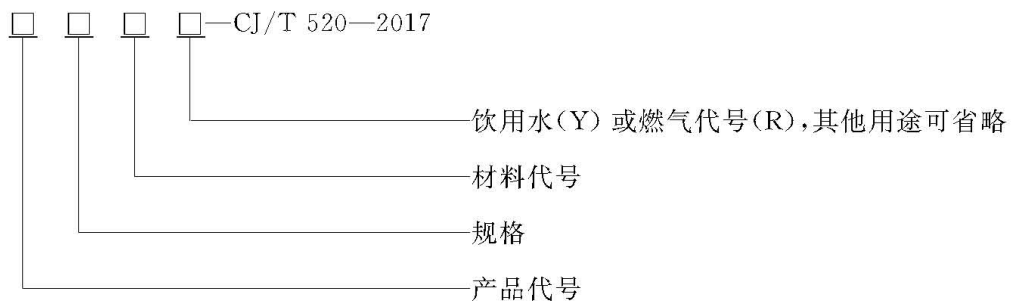 □ □ □ □—CJ/T 520—2017
饮用水(Y) 或燃气代号(R),其他用途可省略
材料代号
规格
产品代号